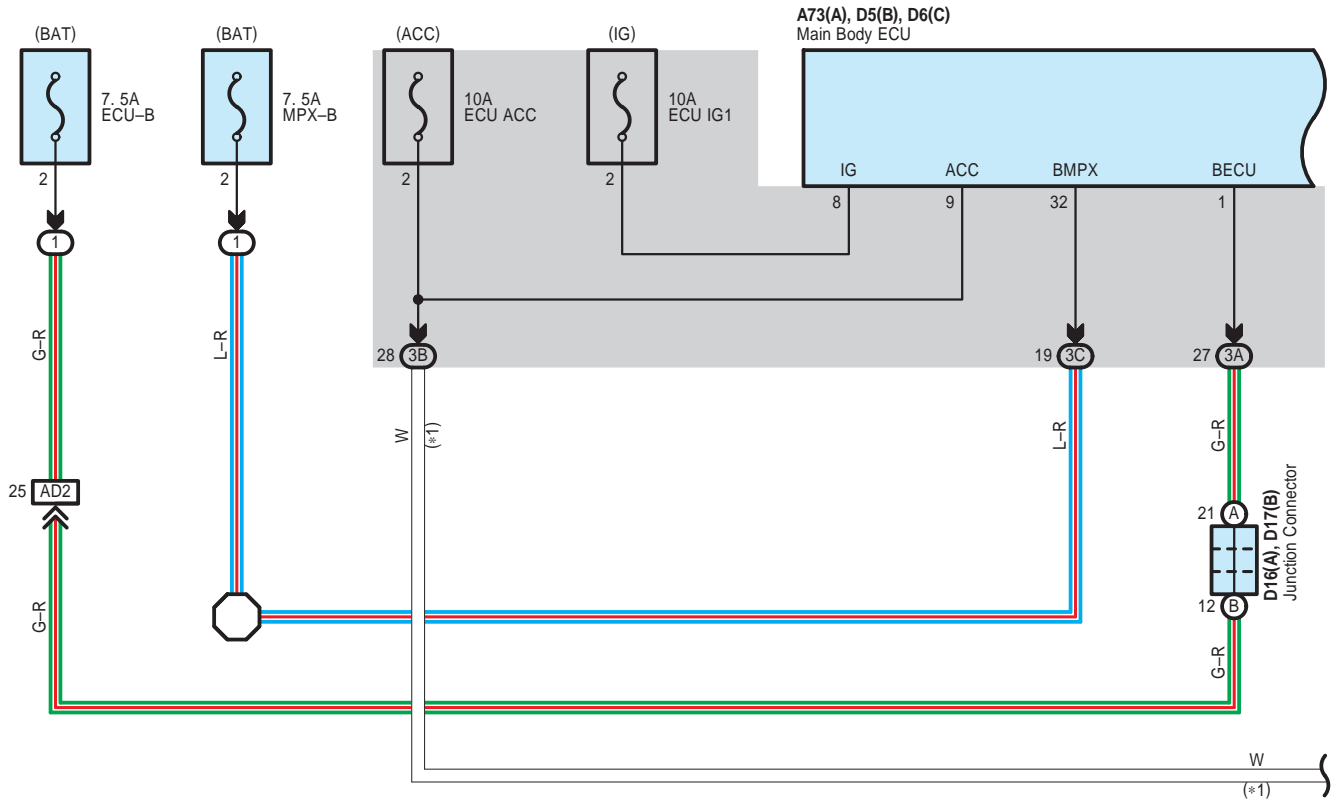 A73(A), D5(B), D6(C)
Main Body ECU
(BAT)
(BAT)
(ACC)
(IG)
7. 5A
ECU–B
7. 5A
MPX–B
10A
ECU ACC
10A
ECU IG1
IG
ACC
BMPX
BECU
2
2
2
2
8
9
32
1
1
1
G–R
L–R
28
3B
19
3C
27
3A
W
(*1)
L–R
G–R
25
AD2
21
A
D16(A), D17(B)
Junction Connector
12
B
G–R
G–R
W
(*1)